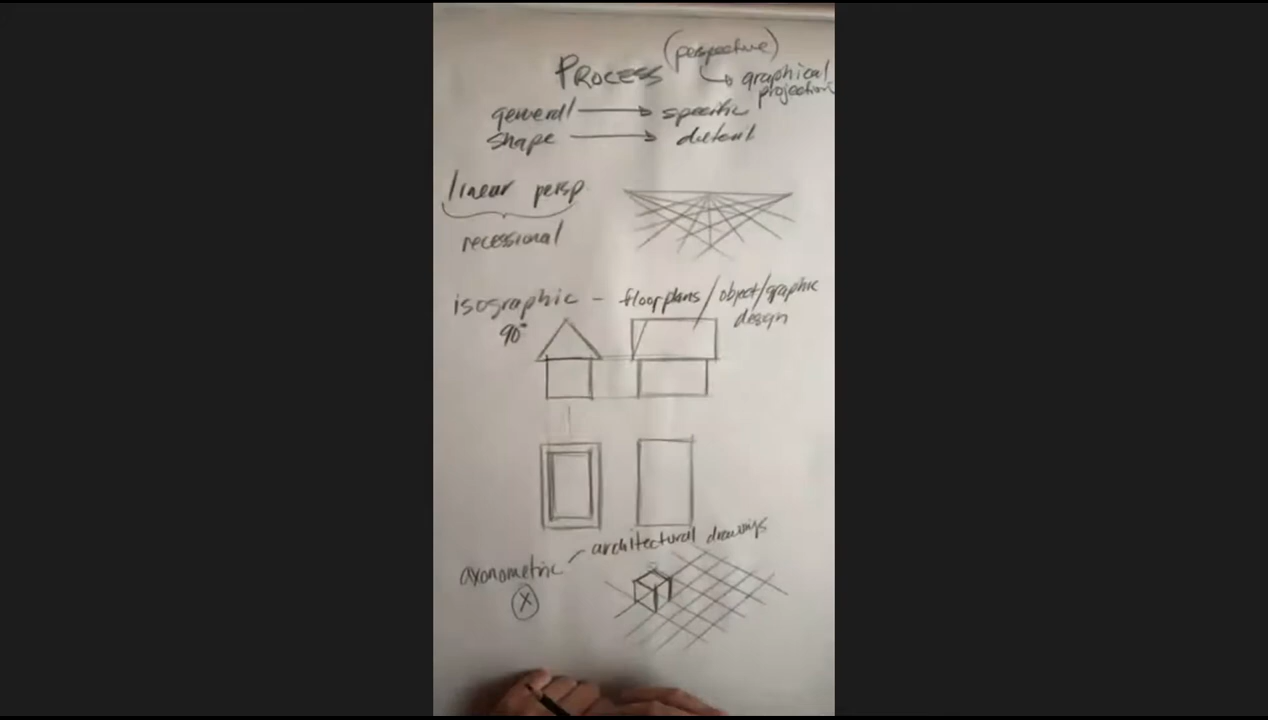 PROCESS (perspective)
↳ graphical
projections
general → specific
shape → detail
linear persp.
recessional
isographic - floorplans / object/graphic
design
90°
axonometric - architectural drawings
X